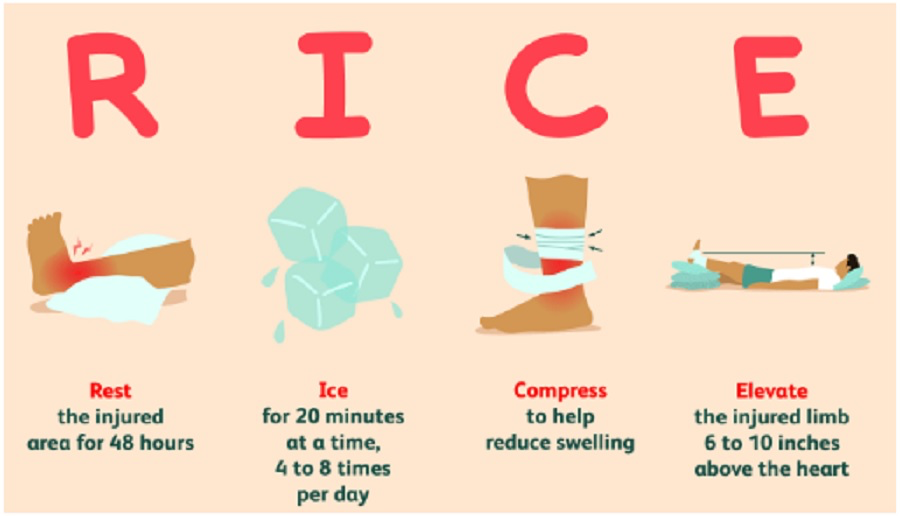 R I C E
Rest
the injured
area for 48 hours
Ice
for 20 minutes
at a time,
4 to 8 times
per day
Compress
to help
reduce swelling
Elevate
the injured limb
6 to 10 inches
above the heart